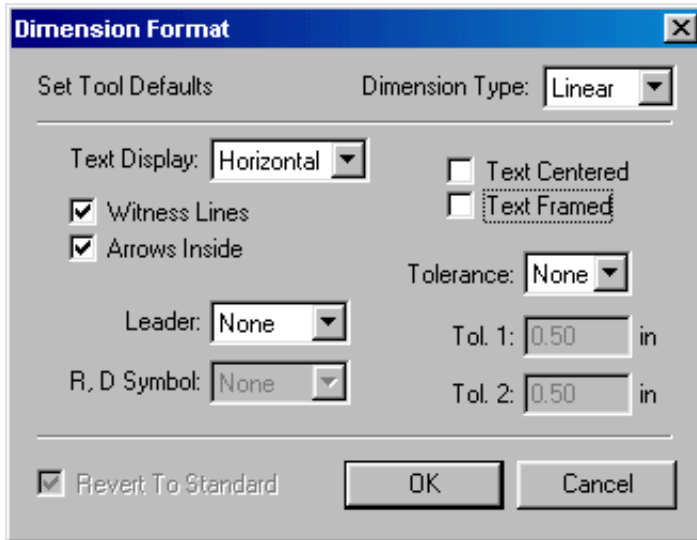 Dimension Format
Set Tool Defaults Dimension Type: Linear
Text Display: Horizontal
Text Centered
Witness Lines
Text Framed
Arrows Inside
Tolerance: None
Leader: None
Tol. 1: 0.50 in
R, D Symbol: None
Tol. 2: 0.50 in
Revert To Standard OK Cancel